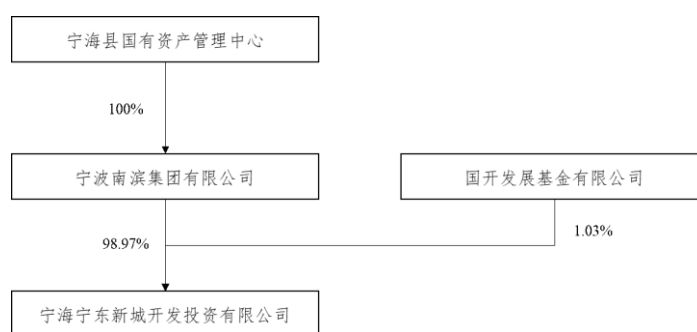 宁海县国有资产管理中心
100%
宁波南滨集团有限公司
国开发展基金有限公司
98.97%
1.03%
宁海宁东新城开发投资有限公司